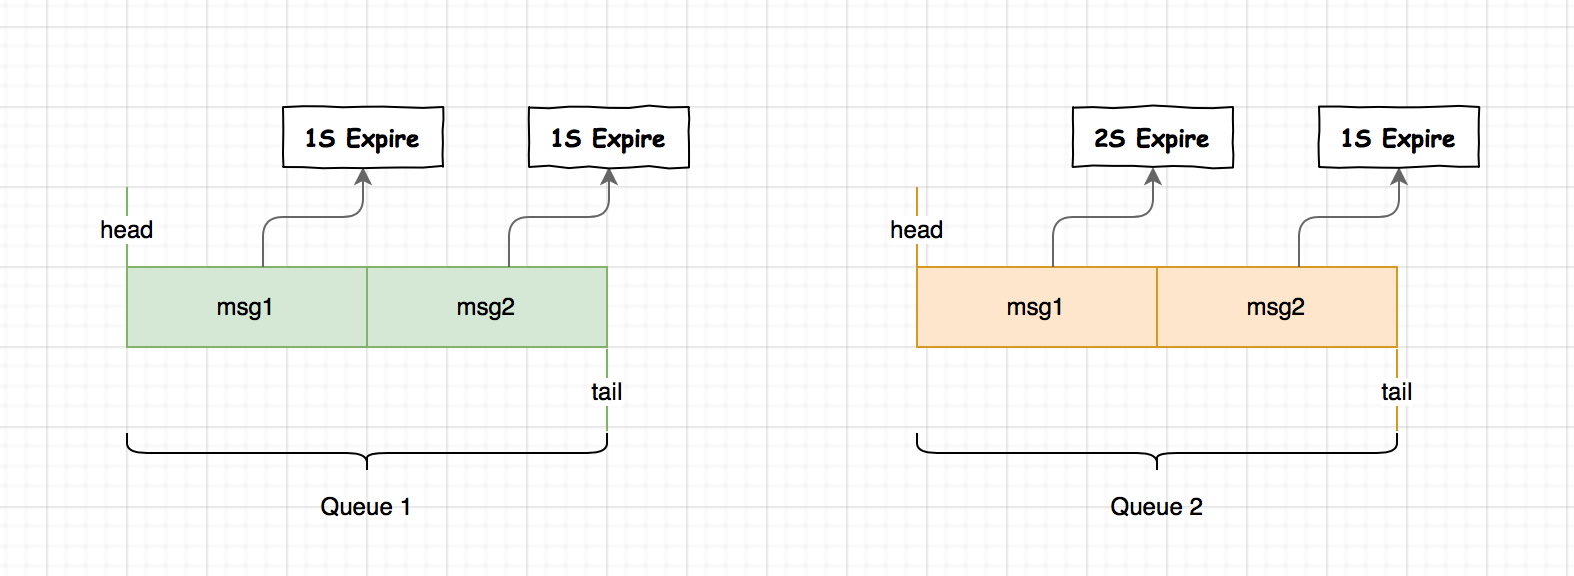 1S Expire
1S Expire
head
msg1
msg2
tail
Queue 1
2S Expire
1S Expire
head
msg1
msg2
tail
Queue 2